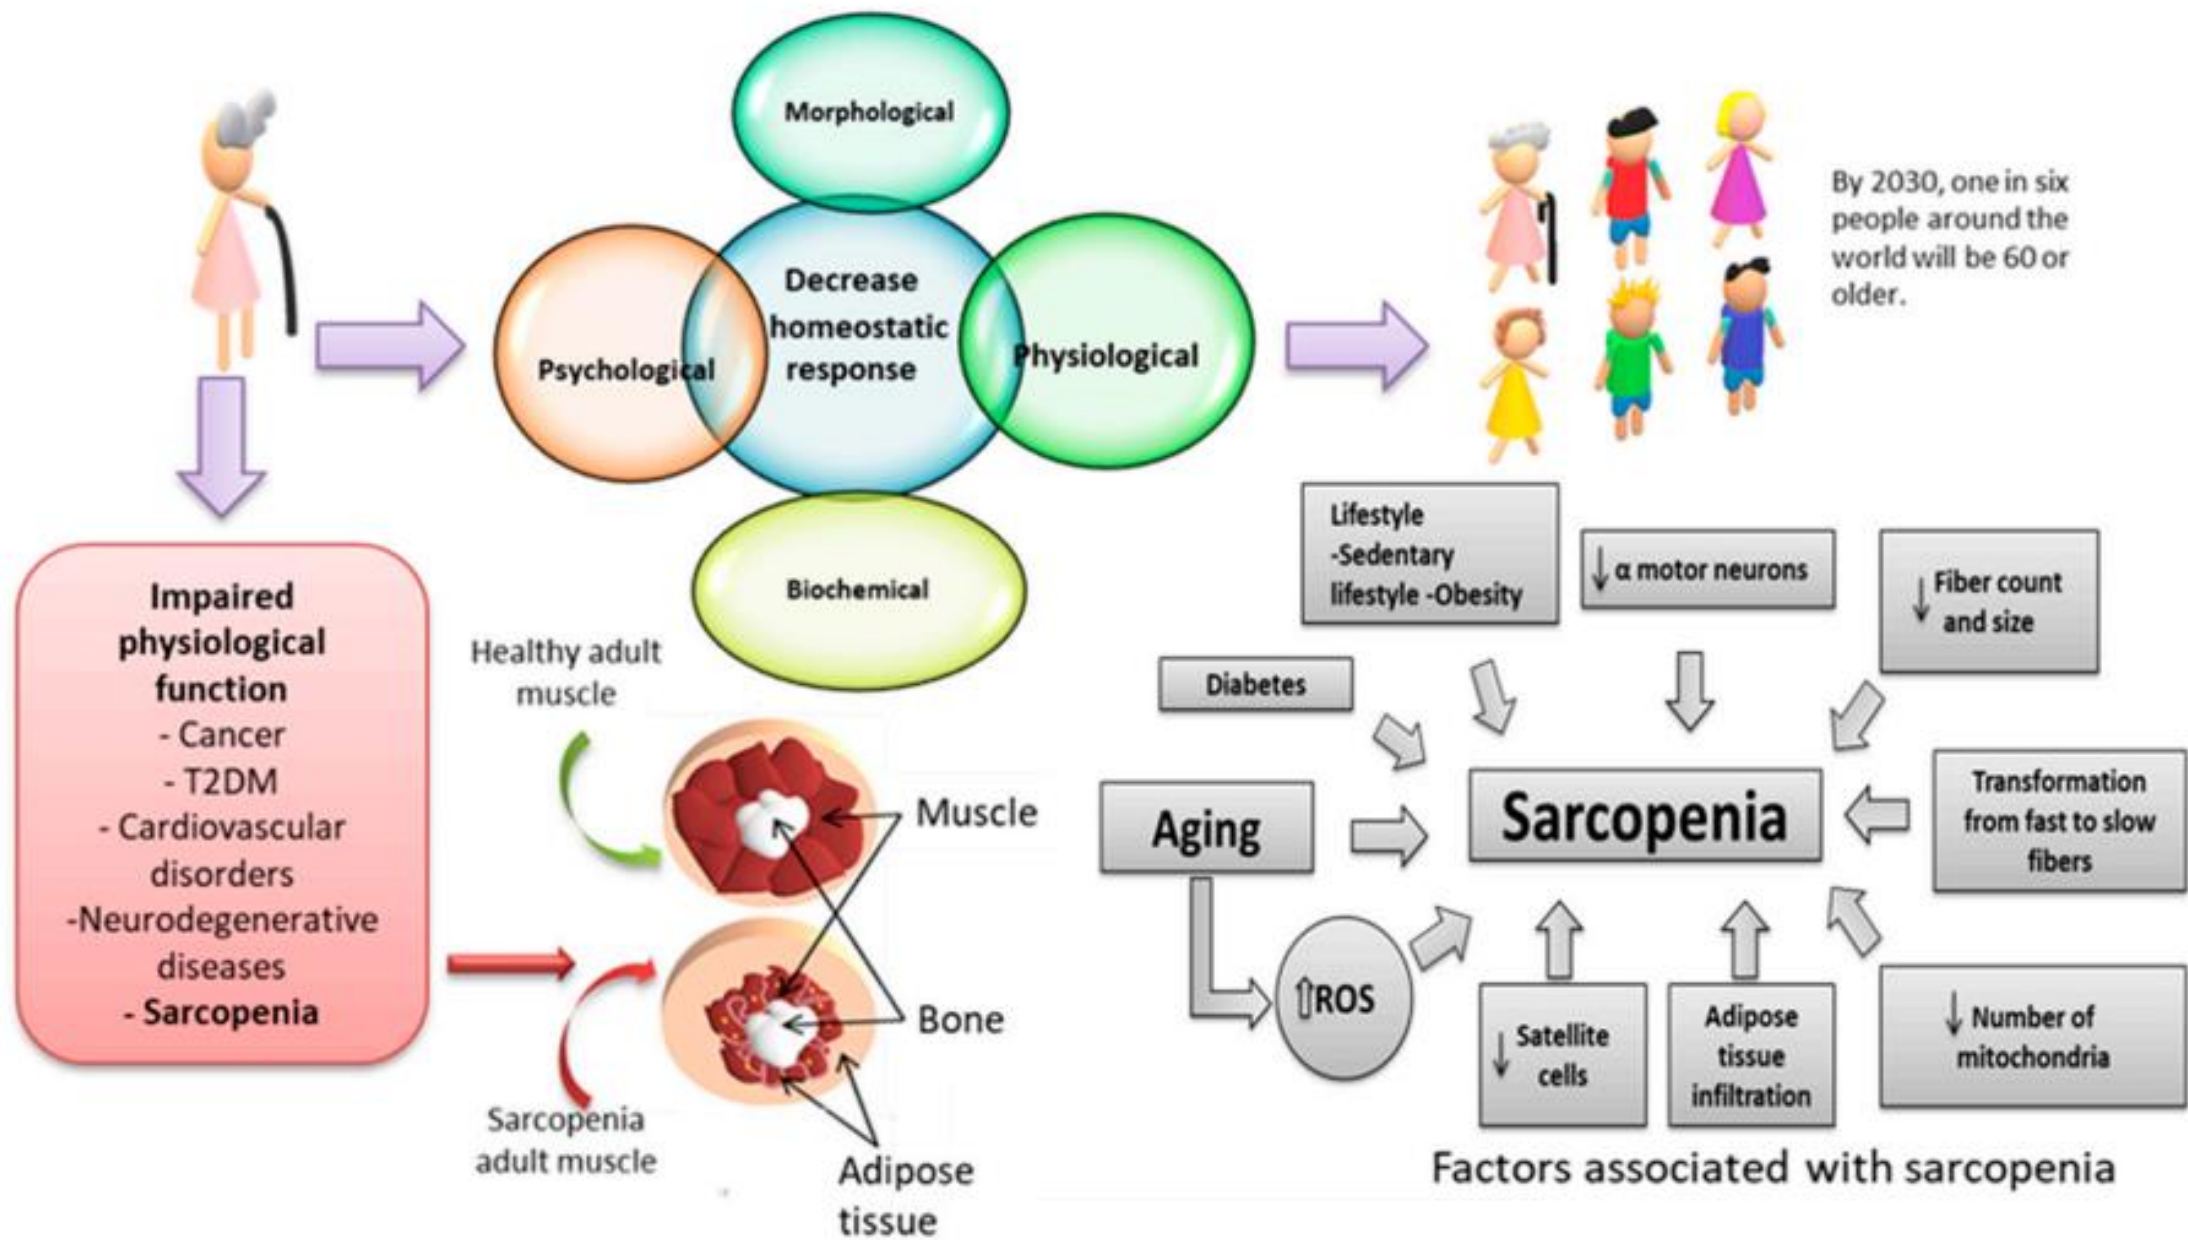 Morphological
Decrease
homeostatic
response
Psychological
Physiological
Biochemical
By 2030, one in six
people around the
world will be 60 or
older.
Impaired
physiological
function
- Cancer
- T2DM
- Cardiovascular
disorders
-Neurodegenerative
diseases
- Sarcopenia
Healthy adult
muscle
Muscle
Bone
Sarcopenia
adult muscle
Adipose
tissue
Lifestyle
-Sedentary
lifestyle -Obesity
↓ α motor neurons
↓ Fiber count
and size
Diabetes
Aging
Sarcopenia
Transformation
from fast to slow
fibers
⇧ROS
↓ Satellite
cells
Adipose
tissue
infiltration
↓ Number of
mitochondria
Factors associated with sarcopenia